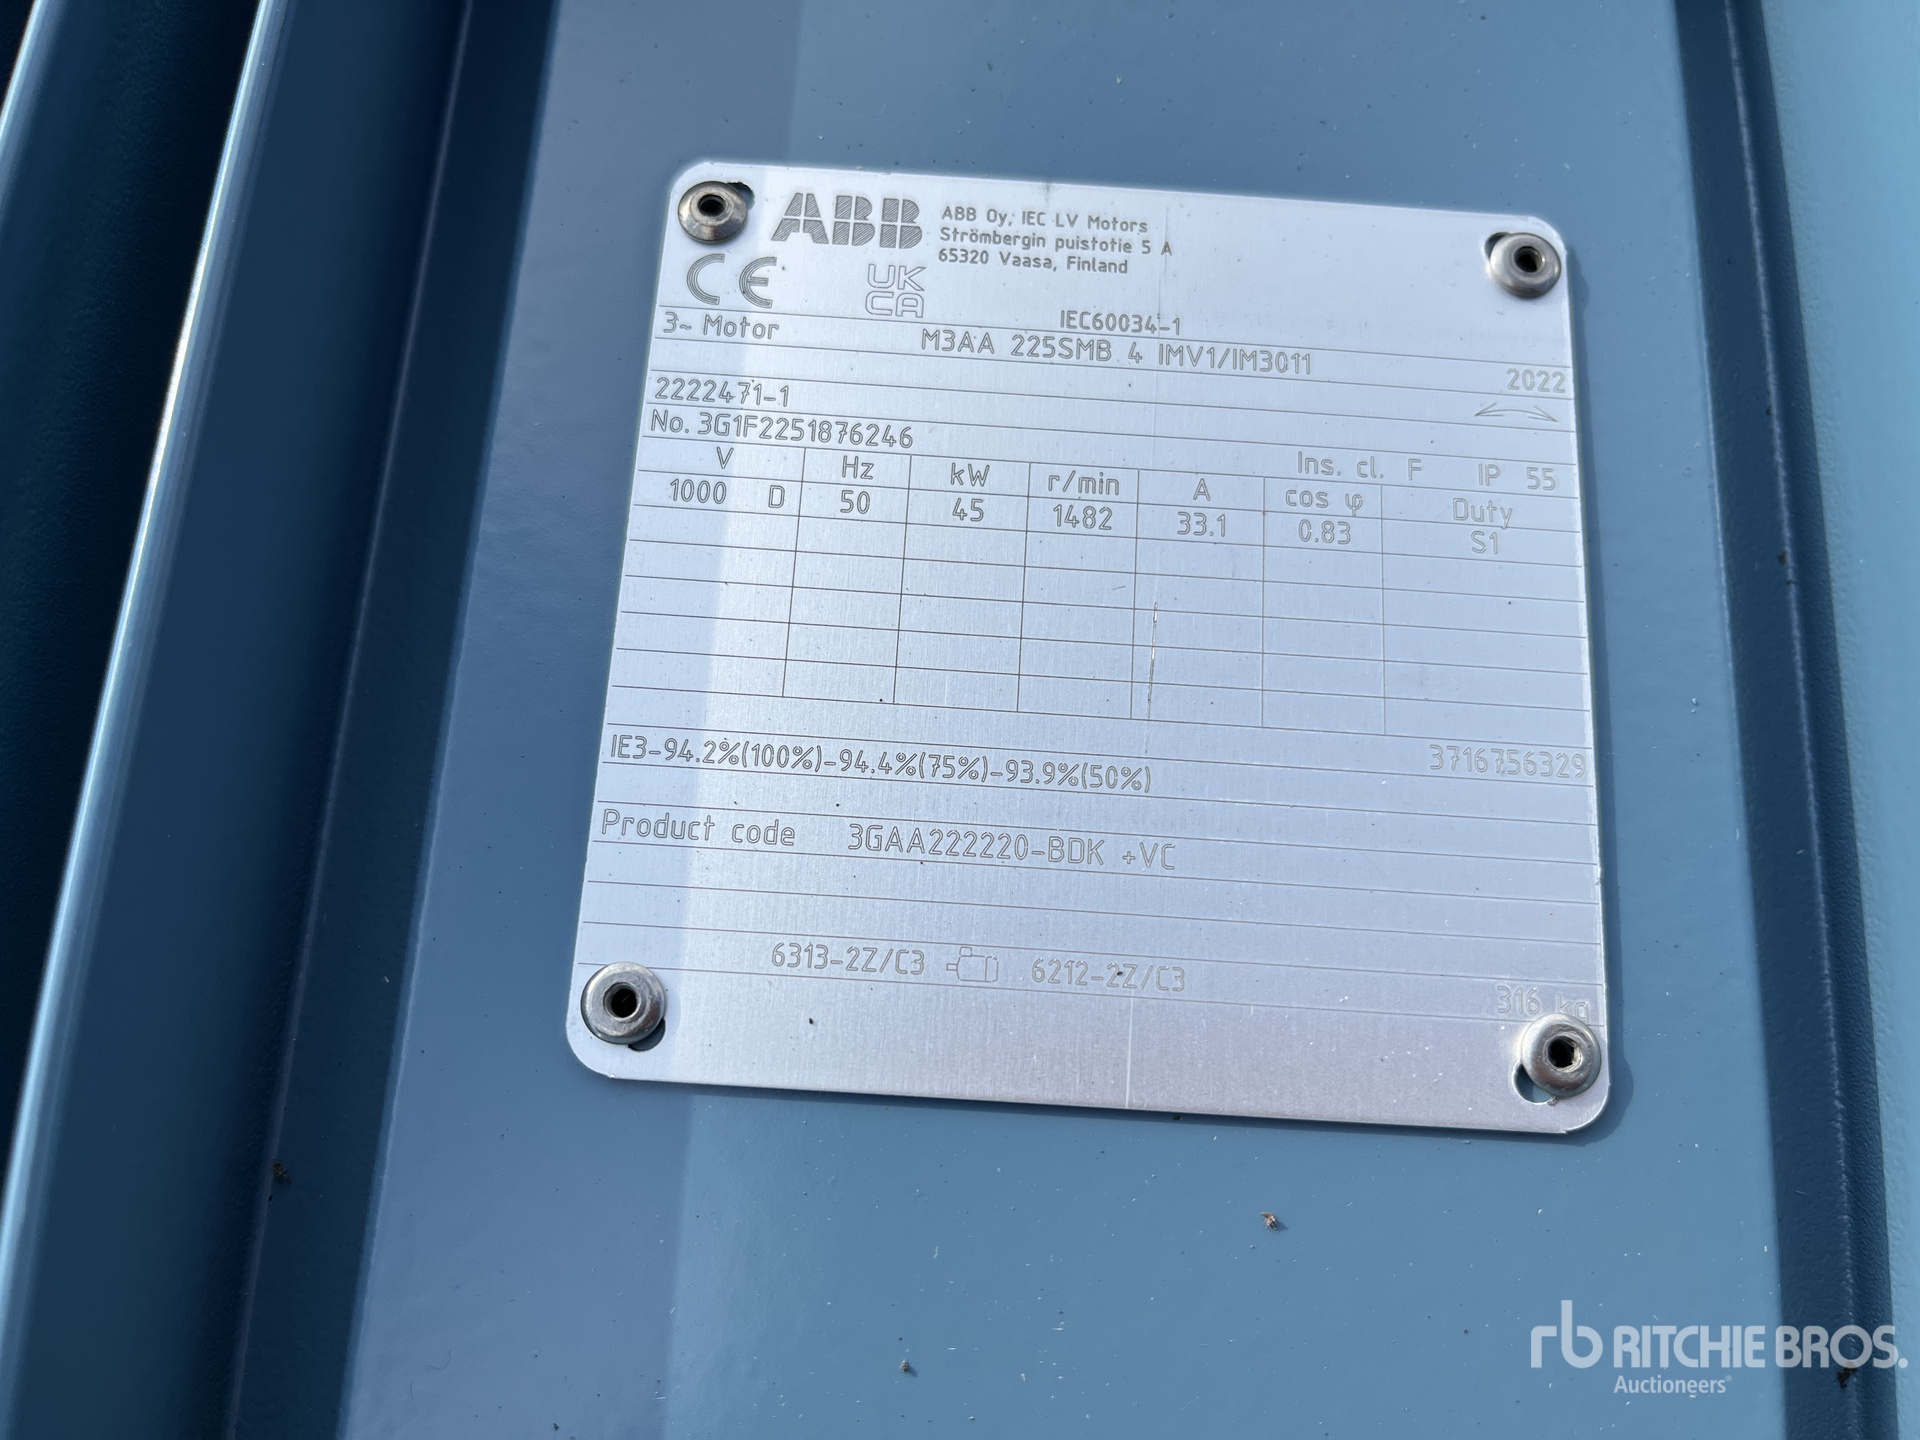 ABB
ABB Oy, IEC LV Motors
Strömbergin puistotie 5 A
65320 Vaasa, Finland
CE
UK
CA
IEC60034-1
3~ Motor M3AA 225SMB 4 IMV1/IM3011
2022
2222471-1
No. 3G1F2251876246
Ins. cl. F IP 55
V Hz kW r/min A cos φ Duty
1000 D 50 45 1482 33.1 0.83 S1
IE3-94.2%(100%)-94.4%(75%)-93.9%(50%)
3716756329
Product code 3GAA222220-BDK +VC
6313-2Z/C3 6212-2Z/C3
316 kg
rb RITCHIE BROS.
Auctioneers